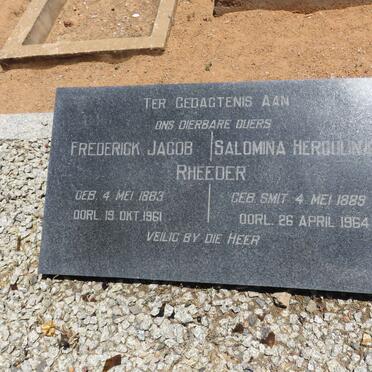 TER GEDAGTENIS AAN
ONS DIERBARE OUERS
FREDERICK JACOB SALOMINA HERCULINA
RHEEDER
GEB. 4 MEI 1883 GEB. SMIT 4 MEI 1885
OORL. 19 OKT. 1961 OORL. 26 APRIL 1964
VEILIG BY DIE HEER